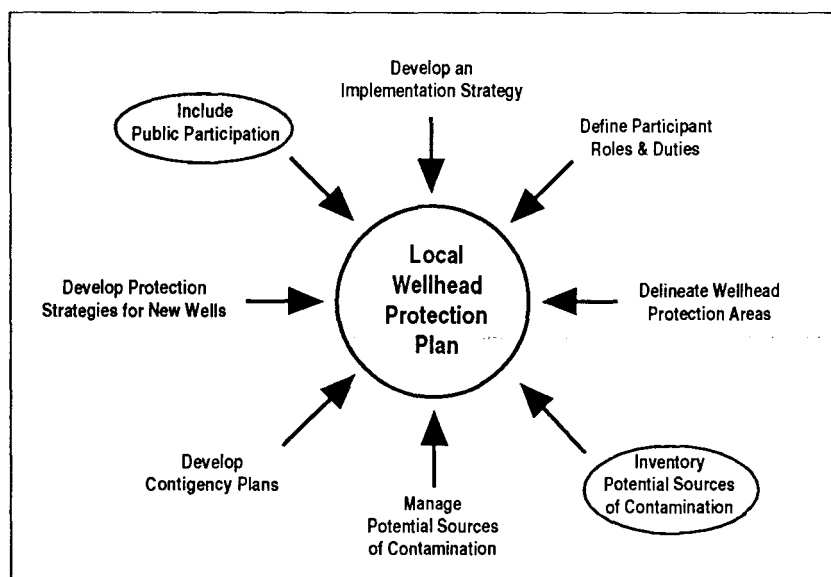 Develop an
Implementation Strategy
Include
Public Participation
Define Participant
Roles & Duties
Local
Wellhead
Protection
Plan
Develop Protection
Strategies for New Wells
Delineate Wellhead
Protection Areas
Develop
Contigency Plans
Manage
Potential Sources
of Contamination
Inventory
Potential Sources
of Contamination